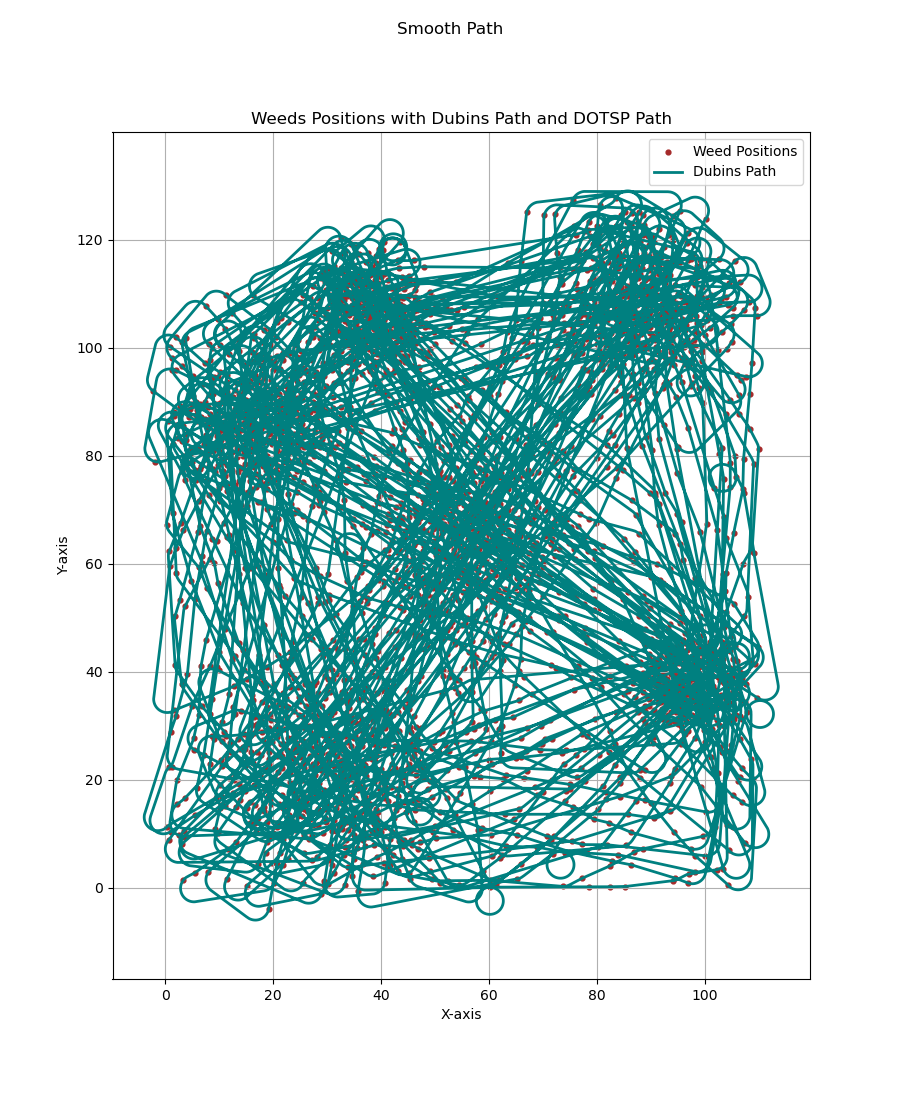 Smooth Path
Weeds Positions with Dubins Path and DOTSP Path
Weed Positions
Dubins Path
120
100
80
60
40
20
0
Y-axis
0 20 40 60 80 100
X-axis